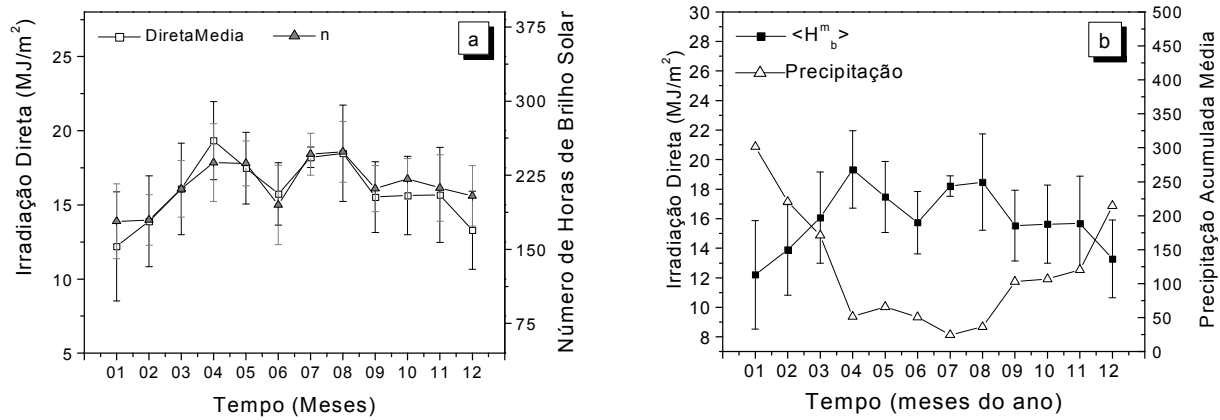 DiretaMedia n
a
Irradiação Direta (MJ/m²)
25
20
15
10
5
375
300
225
150
75
Número de Horas de Brilho Solar
01 02 03 04 05 06 07 08 09 10 11 12
Tempo (Meses)
<H^m_b>
Precipitação
b
Irradiação Direta (MJ/m²)
30
28
26
24
22
20
18
16
14
12
10
8
500
450
400
350
300
250
200
150
100
50
0
Precipitação Acumulada Média
01 02 03 04 05 06 07 08 09 10 11 12
Tempo (meses do ano)